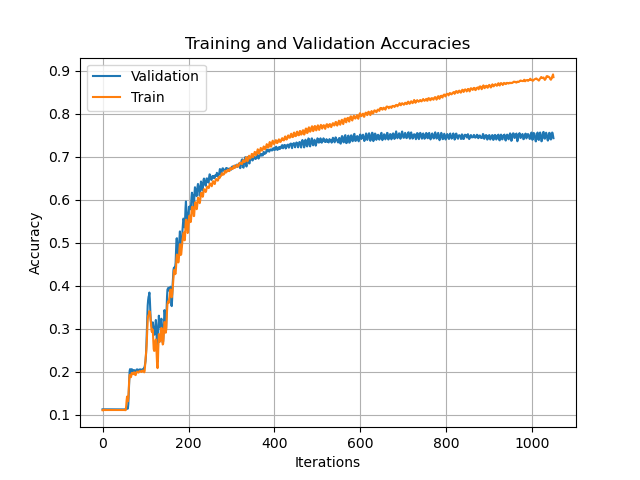 Training and Validation Accuracies
Validation
Train
0.9
0.8
0.7
0.6
0.5
0.4
0.3
0.2
0.1
Accuracy
0 200 400 600 800 1000
Iterations